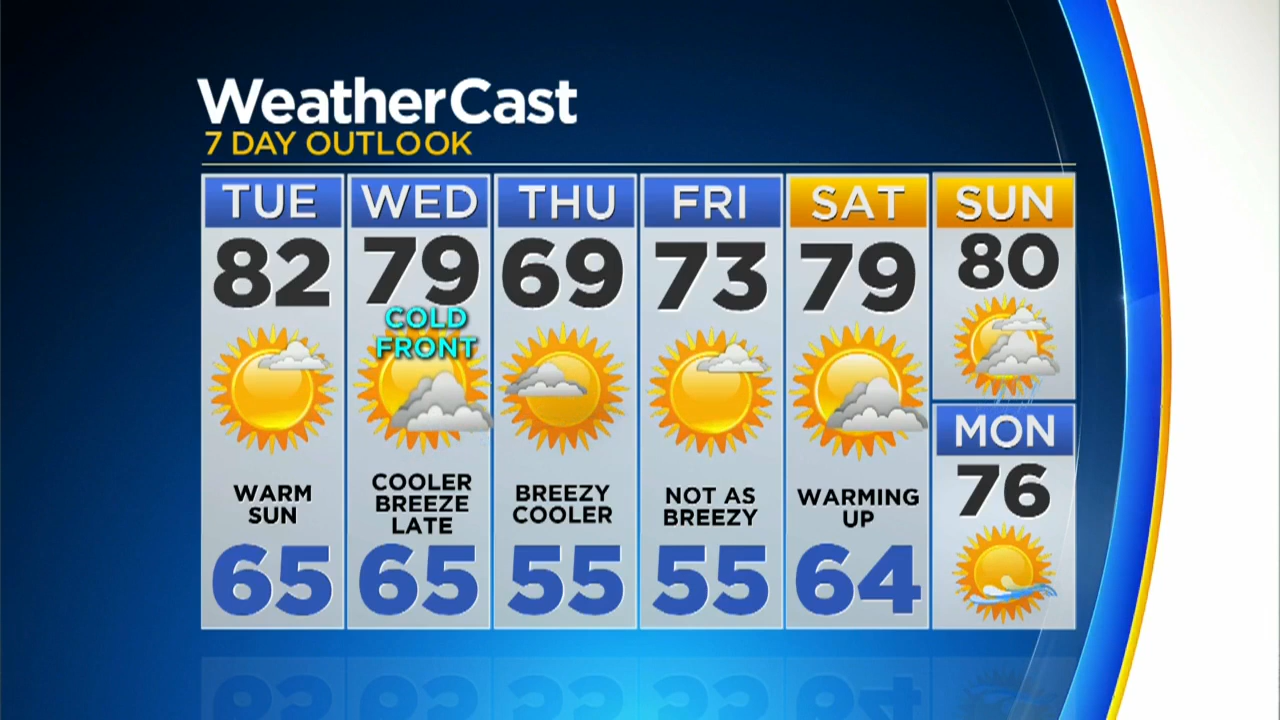 WeatherCast
7 DAY OUTLOOK
TUE
82
WARM
SUN
65
WED
79
COLD
FRONT
COOLER
BREEZE
LATE
65
THU
69
BREEZY
COOLER
55
FRI
73
NOT AS
BREEZY
55
SAT
79
WARMING
UP
64
SUN
80
MON
76